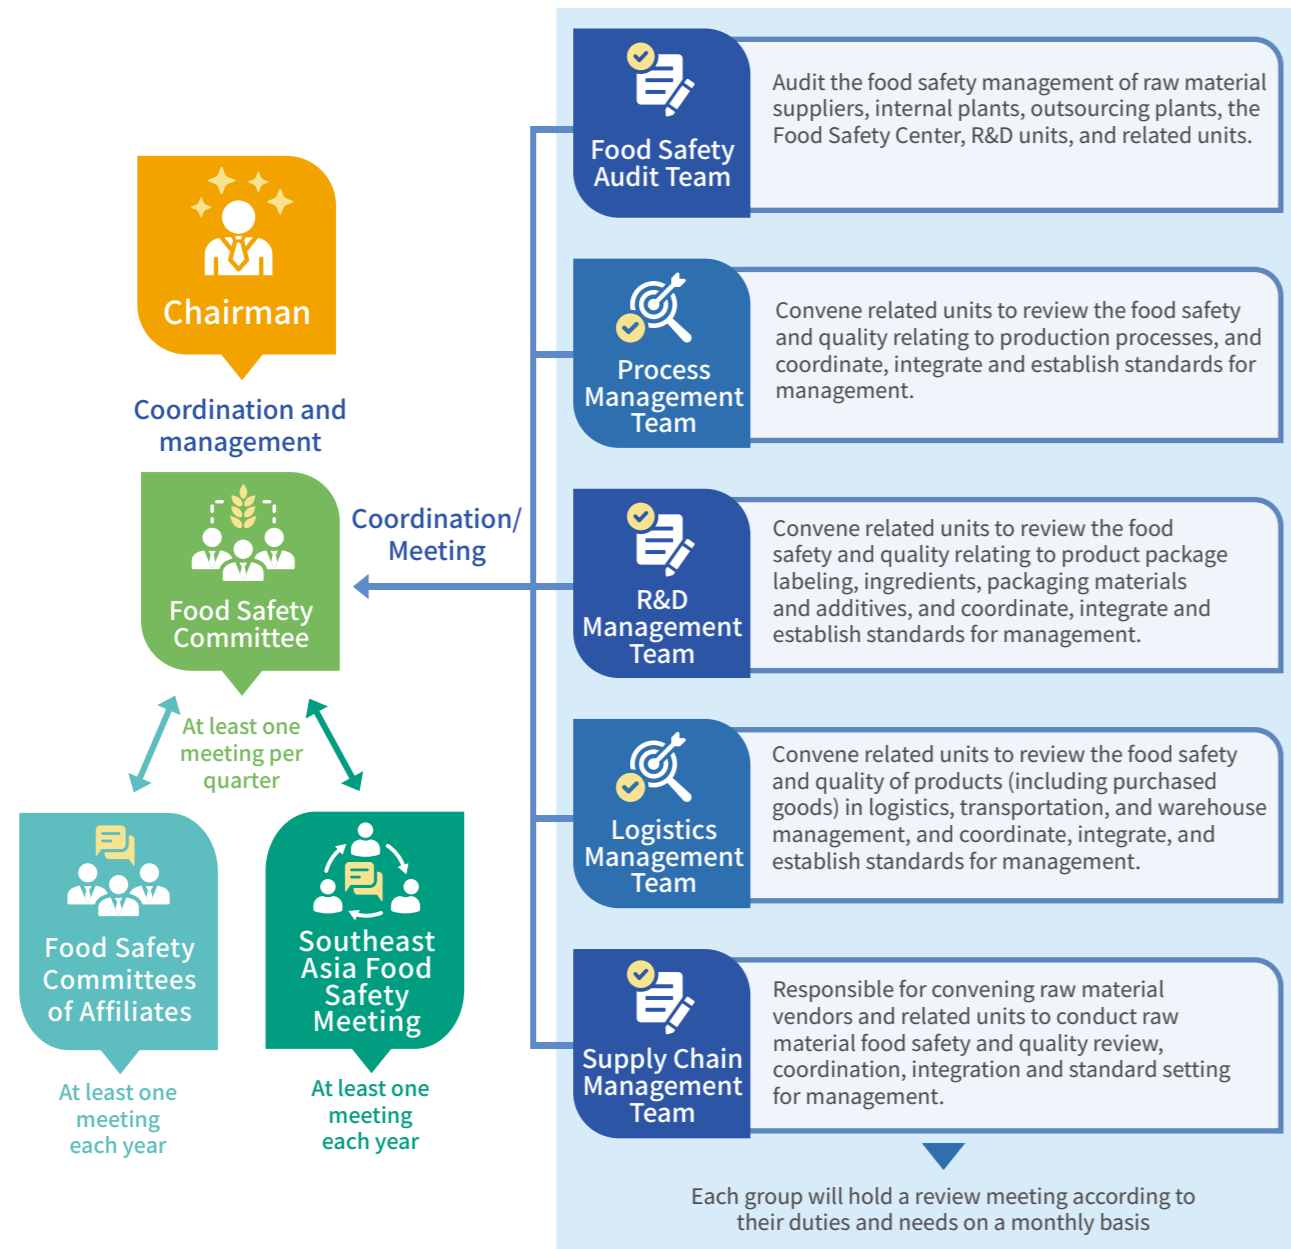 Chairman
Coordination and
management
Food Safety
Committee
At least one
meeting per
quarter
Food Safety
Committees
of Affiliates
At least one
meeting
each year
Southeast
Asia Food
Safety
Meeting
At least one
meeting
each year
Coordination/
Meeting
Food Safety
Audit Team
Audit the food safety management of raw material
suppliers, internal plants, outsourcing plants, the
Food Safety Center, R&D units, and related units.
Process
Management
Team
Convene related units to review the food safety
and quality relating to production processes, and
coordinate, integrate and establish standards for
management.
R&D
Management
Team
Convene related units to review the food
safety and quality relating to product package
labeling, ingredients, packaging materials
and additives, and coordinate, integrate and
establish standards for management.
Logistics
Management
Team
Convene related units to review the food safety
and quality of products (including purchased
goods) in logistics, transportation, and warehouse
management, and coordinate, integrate, and
establish standards for management.
Supply Chain
Management
Team
Responsible for convening raw material
vendors and related units to conduct raw
material food safety and quality review,
coordination, integration and standard setting
for management.
Each group will hold a review meeting according to
their duties and needs on a monthly basis